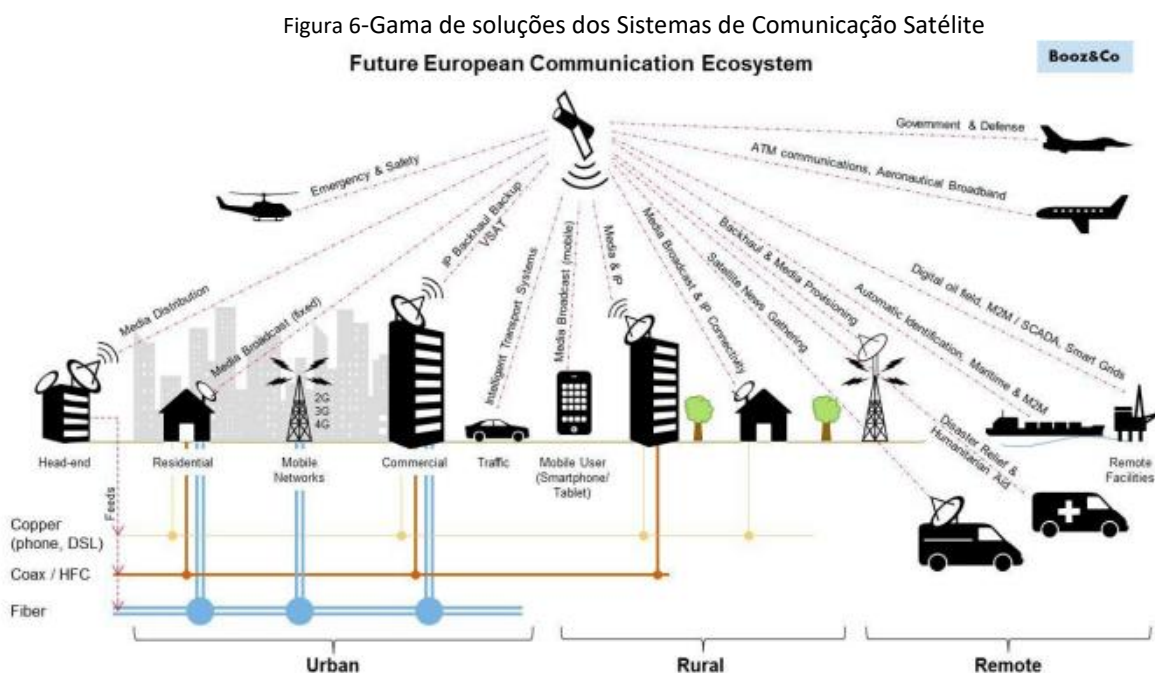 Figura 6-Gama de soluções dos Sistemas de Comunicação Satélite
Future European Communication Ecosystem
Booz&Co
Government & Defense
ATM communications, Aeronautical Broadband
Emergency & Safety
IP Backhaul Backup
VSAT
Media Distribution
Media Broadcast (fixed)
Intelligent Transport Systems
Media Broadcast (mobile)
Media & IP
Media Broadcast & IP Connectivity
Satellite News Gathering
Backhaul & Media Provisioning
Automatic Identification, Maritime & M2M
Digital oil field, M2M / SCADA, Smart Grids
Disaster Relief &
Humanitarian Aid
2G
3G
4G
Head-end
Residential
Mobile
Networks
Commercial
Traffic
Mobile User
(Smartphone/
Tablet)
Remote
Facilities
Feeds
Copper
(phone, DSL)
Coax / HFC
Fiber
Urban
Rural
Remote